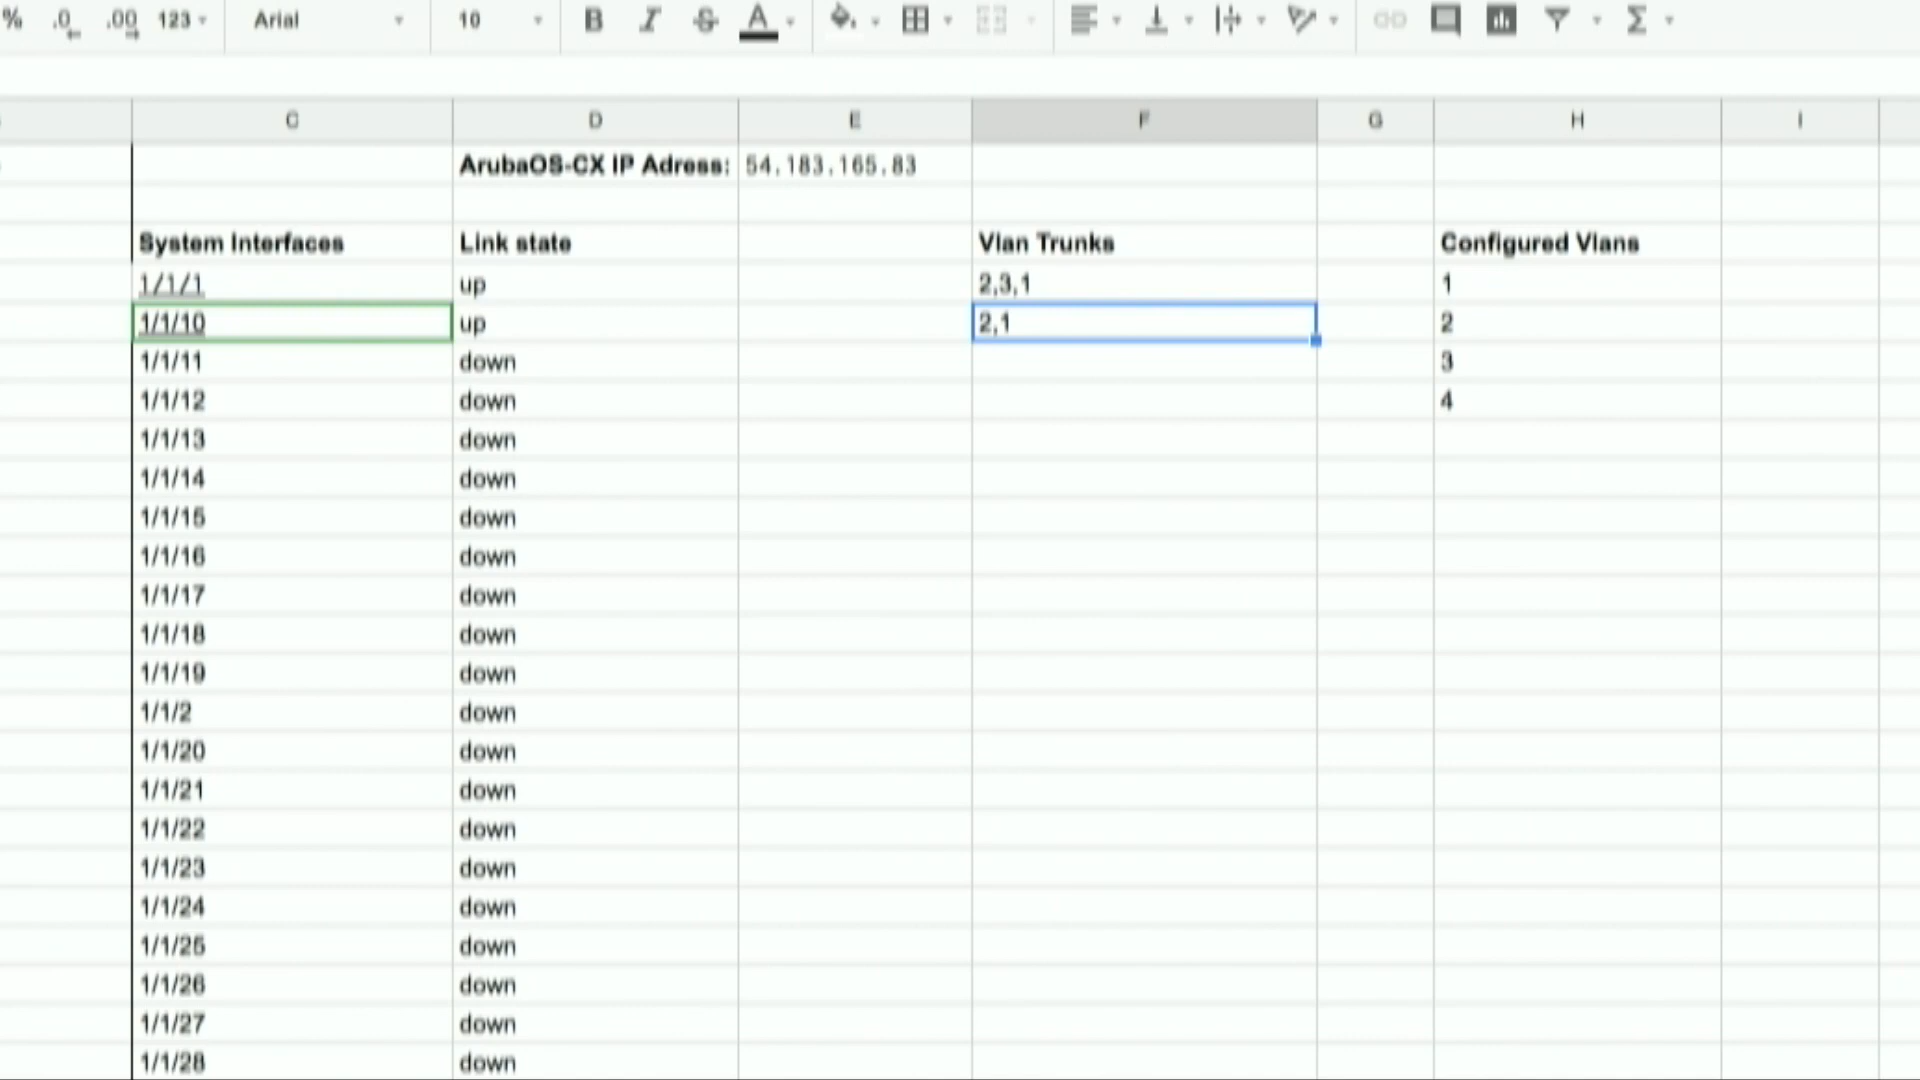 % .0 .00 123 Arial 10 B I S A Σ
C D E F G H I
ArubaOS-CX IP Adress: 54.183.165.83
System Interfaces Link state Vlan Trunks Configured Vlans
1/1/1 up 2,3,1 1
1/1/10 up 2,1 2
1/1/11 down 3
1/1/12 down 4
1/1/13 down
1/1/14 down
1/1/15 down
1/1/16 down
1/1/17 down
1/1/18 down
1/1/19 down
1/1/2 down
1/1/20 down
1/1/21 down
1/1/22 down
1/1/23 down
1/1/24 down
1/1/25 down
1/1/26 down
1/1/27 down
1/1/28 down